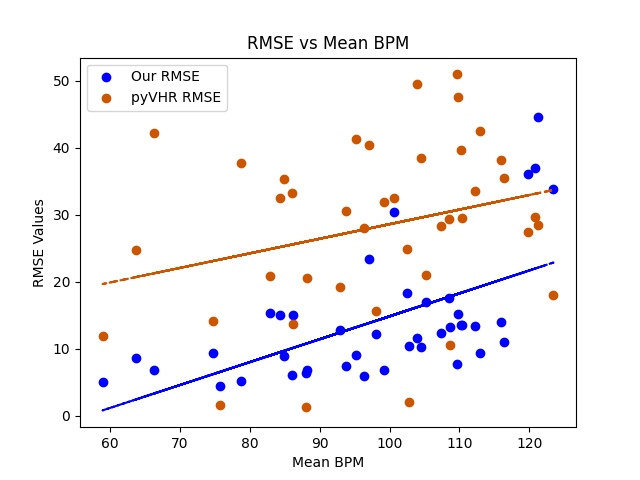 RMSE vs Mean BPM
Our RMSE
pyVHR RMSE
50
40
30
20
10
0
RMSE Values
60 70 80 90 100 110 120
Mean BPM